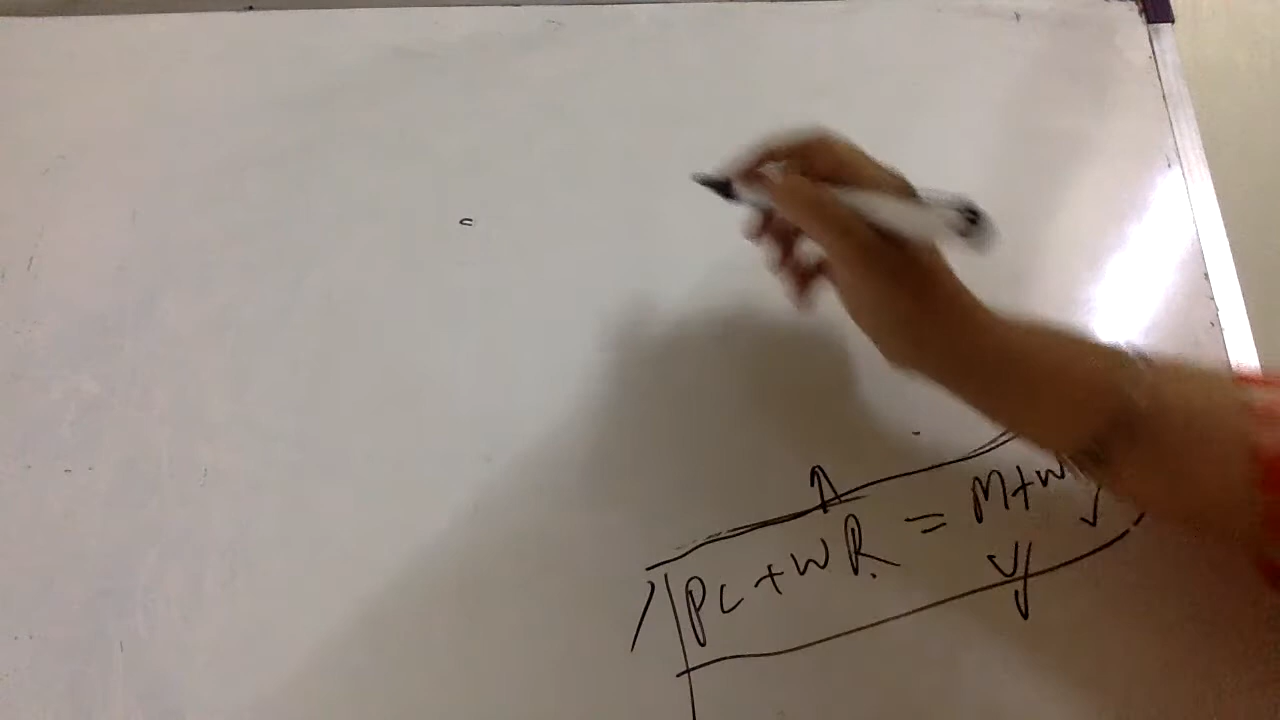 PC + WR = M + W